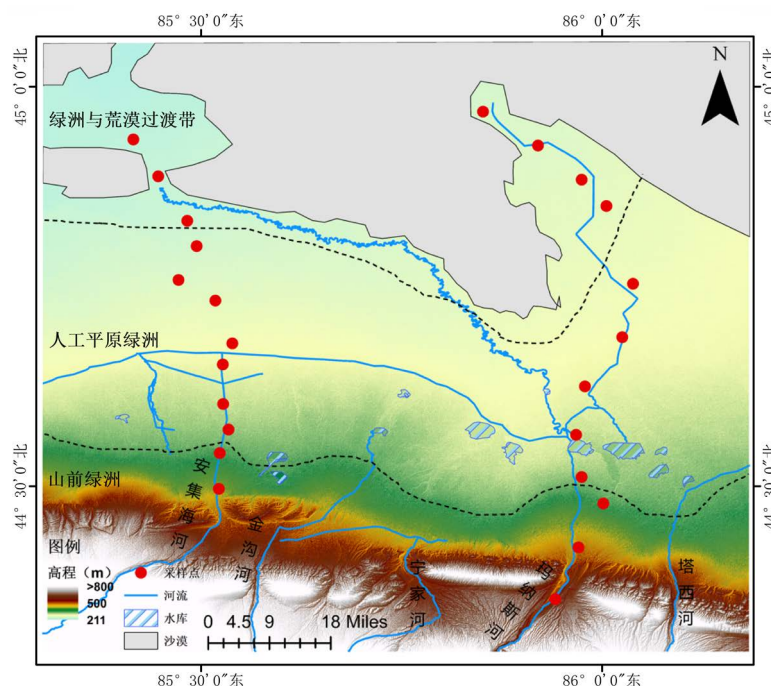 85° 30′ 0″东
86° 0′ 0″东
45° 0′ 0″北
45° 0′ 0″北
N
绿洲与荒漠过渡带
人工平原绿洲
山前绿洲
44° 30′ 0″北
44° 30′ 0″北
安集海河
金沟河
宁家河
玛纳斯河
塔西河
图例
高程（m）
>800
500
211
采样点
河流
水库
沙漠
0 4.5 9 18 Miles
85° 30′ 0″东
86° 0′ 0″东